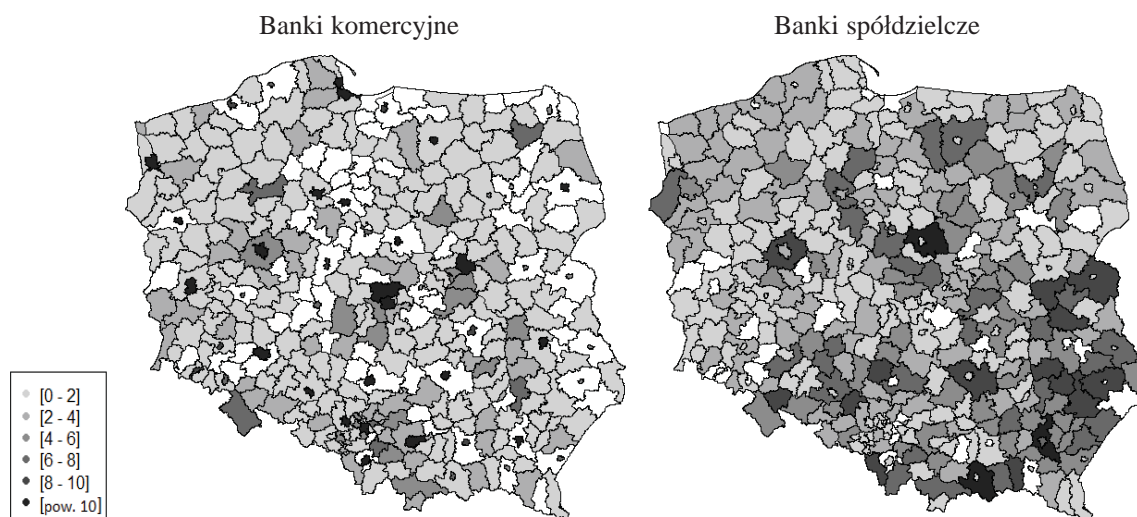 Banki komercyjne
Banki spółdzielcze
[0 - 2]
[2 - 4]
[4 - 6]
[6 - 8]
[8 - 10]
[pow. 10]